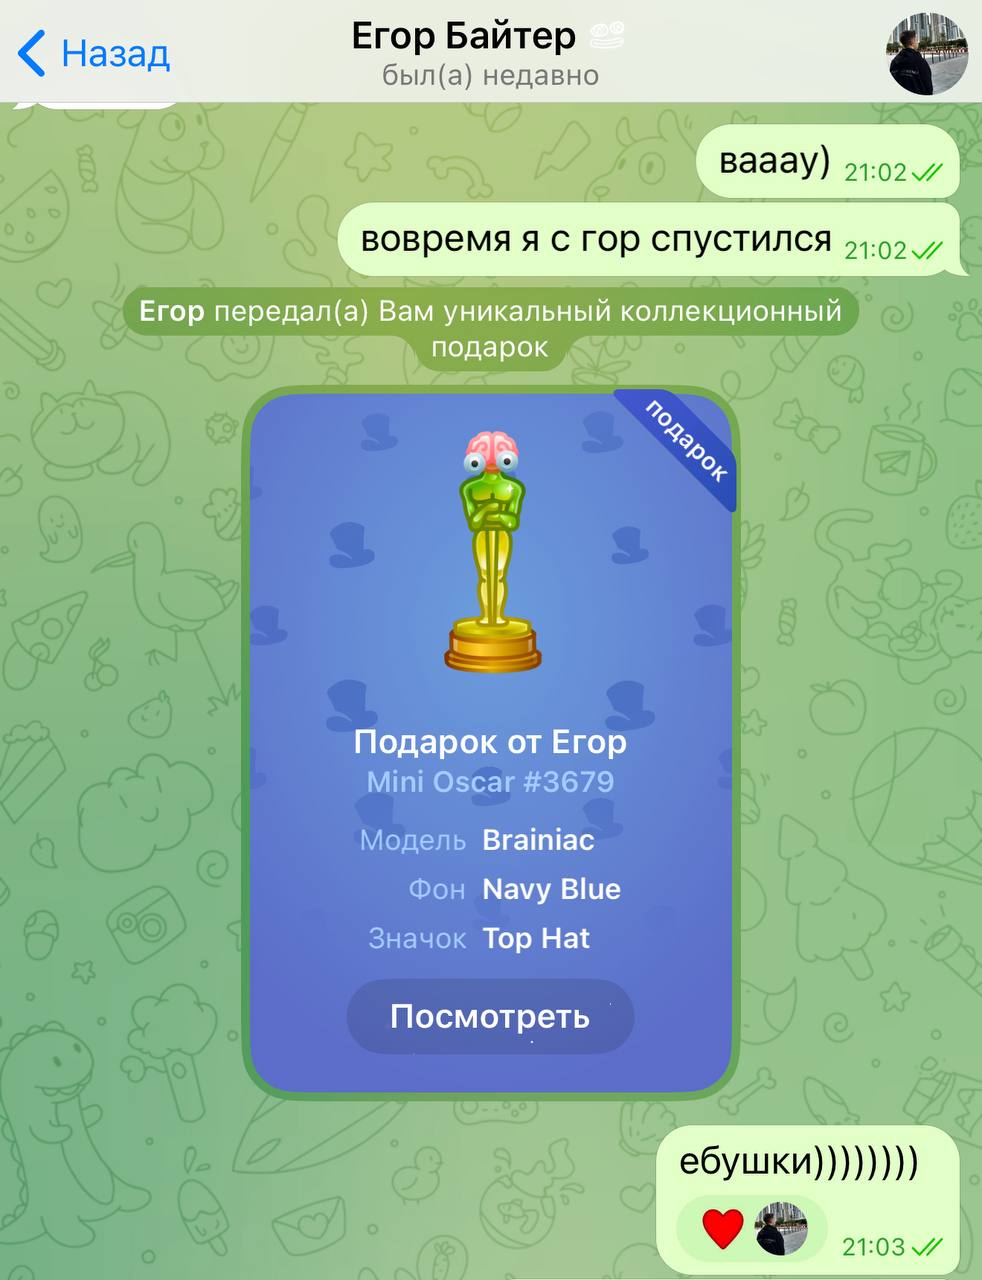 Назад
Егор Байтер
был(а) недавно
ваaау) 21:02
вовремя я с гор спустился 21:02
Егор передал(а) Вам уникальный коллекционный
подарок
подарок
Подарок от Егор
Mini Oscar #3679
Модель Brainiac
Фон Navy Blue
Значок Top Hat
Посмотреть
ебушки))))))))
21:03